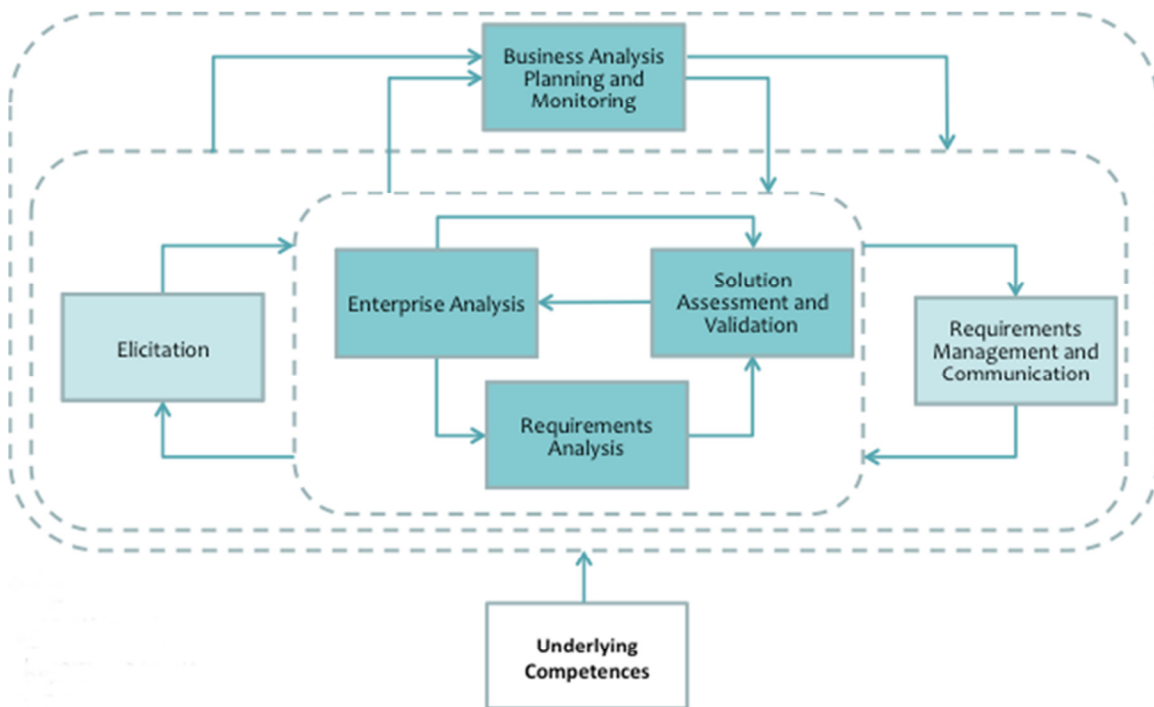 Business Analysis
Planning and
Monitoring
Enterprise Analysis
Solution
Assessment and
Validation
Elicitation
Requirements
Management and
Communication
Requirements
Analysis
Underlying
Competences